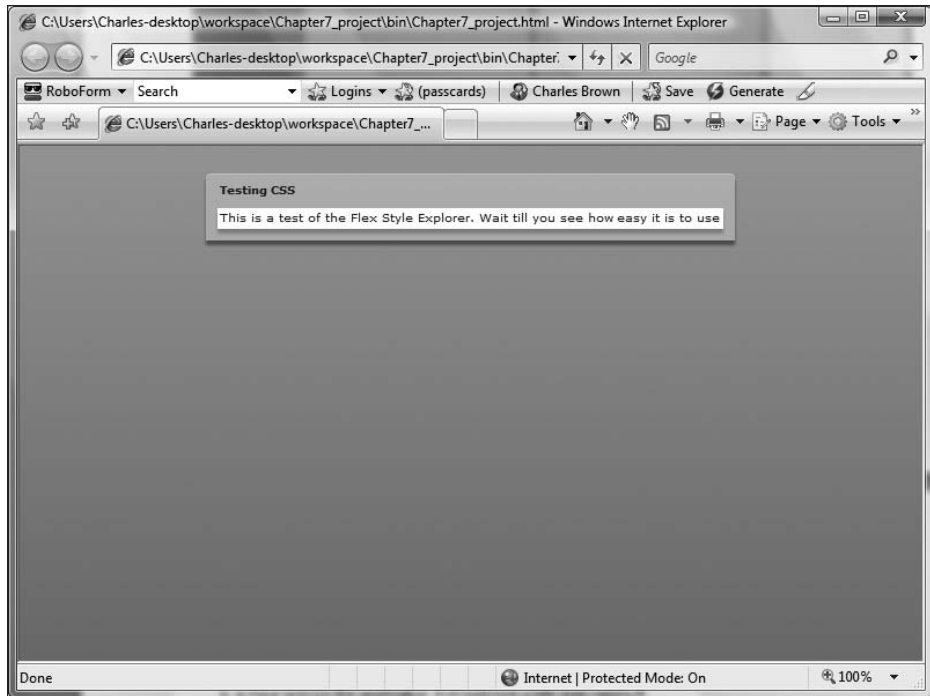 C:\Users\Charles-desktop\workspace\Chapter7_project\bin\Chapter7_project.html - Windows Internet Explorer
C:\Users\Charles-desktop\workspace\Chapter7_project\bin\Chapter. Google
RoboForm Search Logins (passcards) Charles Brown Save Generate
C:\Users\Charles-desktop\workspace\Chapter7_... Page Tools »
Testing CSS
This is a test of the Flex Style Explorer. Wait till you see how easy it is to use
Done Internet | Protected Mode: On 100%